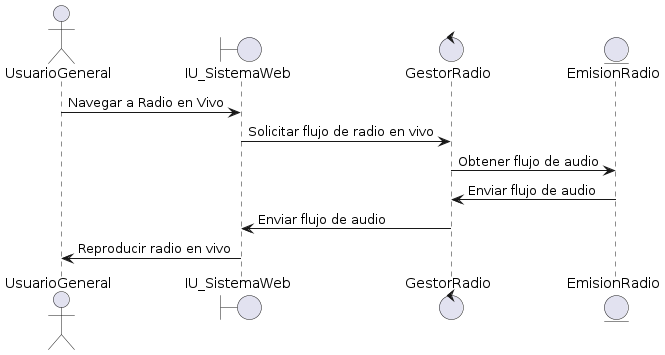 UsuarioGeneral
IU_SistemaWeb
GestorRadio
EmisionRadio
Navegar a Radio en Vivo
Solicitar flujo de radio en vivo
Obtener flujo de audio
Enviar flujo de audio
Enviar flujo de audio
Reproducir radio en vivo
UsuarioGeneral
IU_SistemaWeb
GestorRadio
EmisionRadio